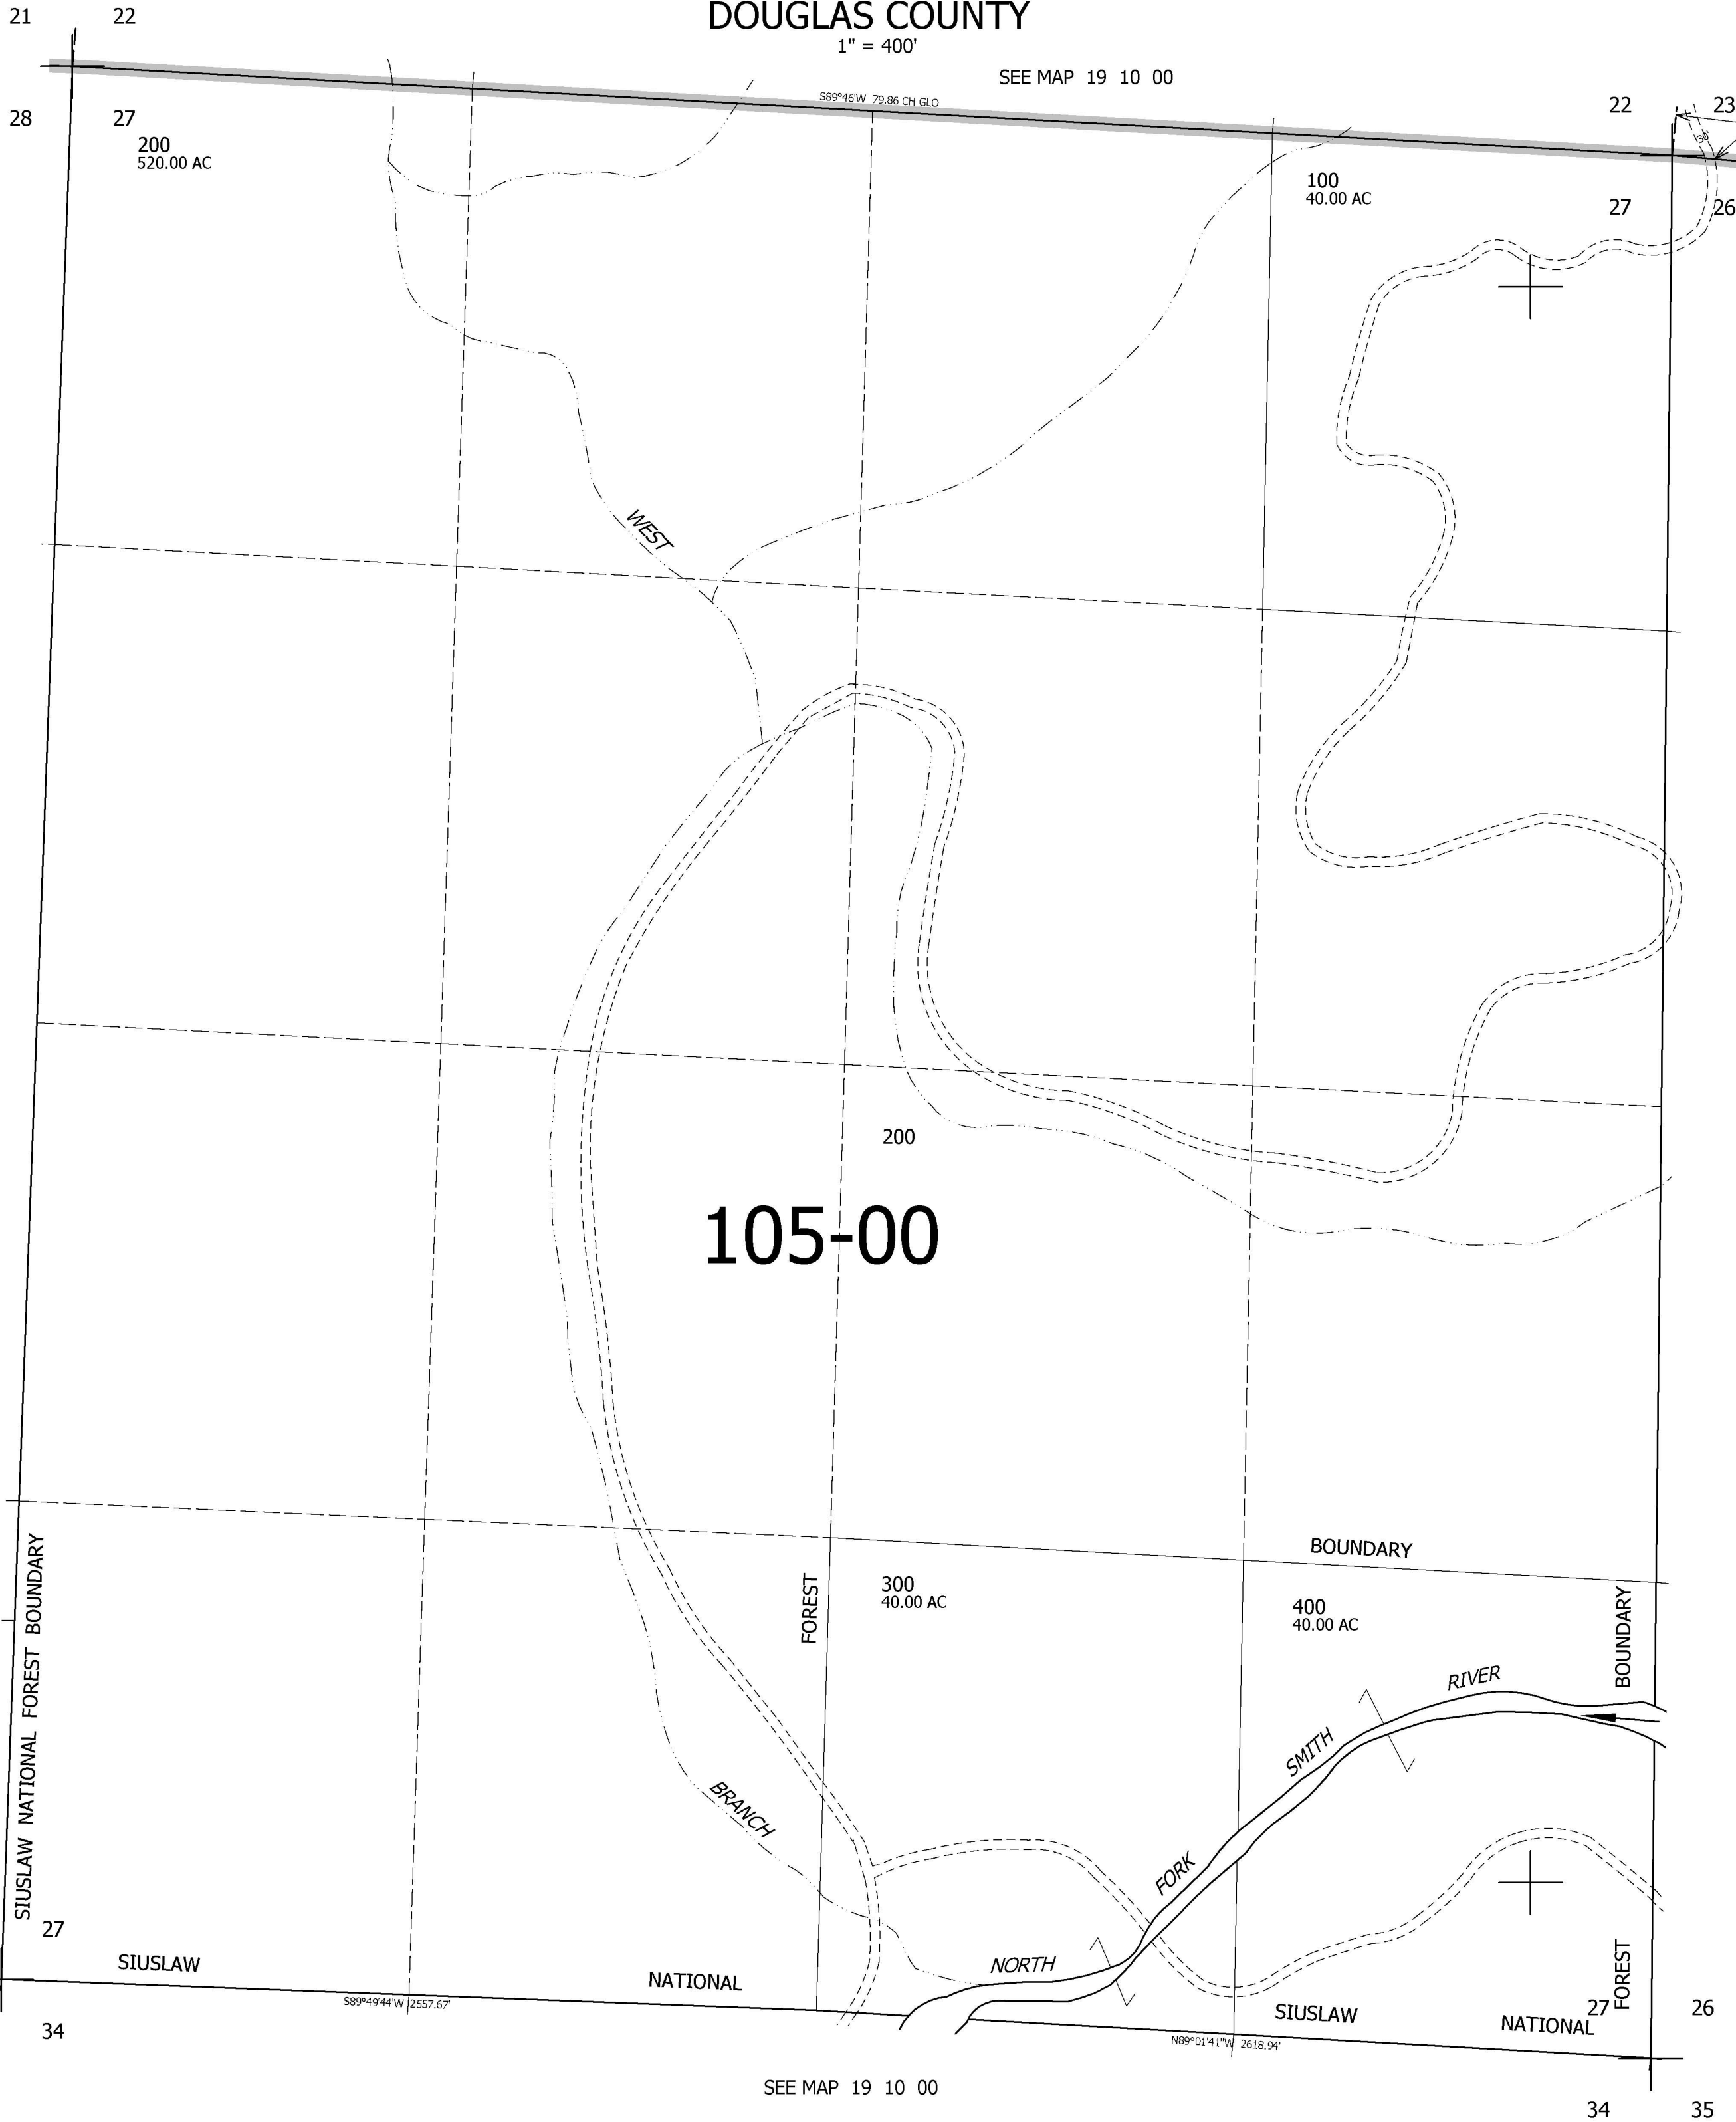 DOUGLAS COUNTY
1" = 400'
SEE MAP 19 10 00
21 22
28 27
S89°46'W 79.86 CH GLO
22 23
27 26
30'
200
520.00 AC
100
40.00 AC
WEST
200
105-00
BOUNDARY
FOREST
300
40.00 AC
400
40.00 AC
BOUNDARY
SIUSLAW NATIONAL FOREST BOUNDARY
RIVER
SMITH
FORK
NORTH
BRANCH
27
SIUSLAW
NATIONAL
SIUSLAW
NATIONAL
FOREST
27 26
S89°49'44"W 2557.67'
N89°01'41"W 2618.94'
34
SEE MAP 19 10 00
34 35